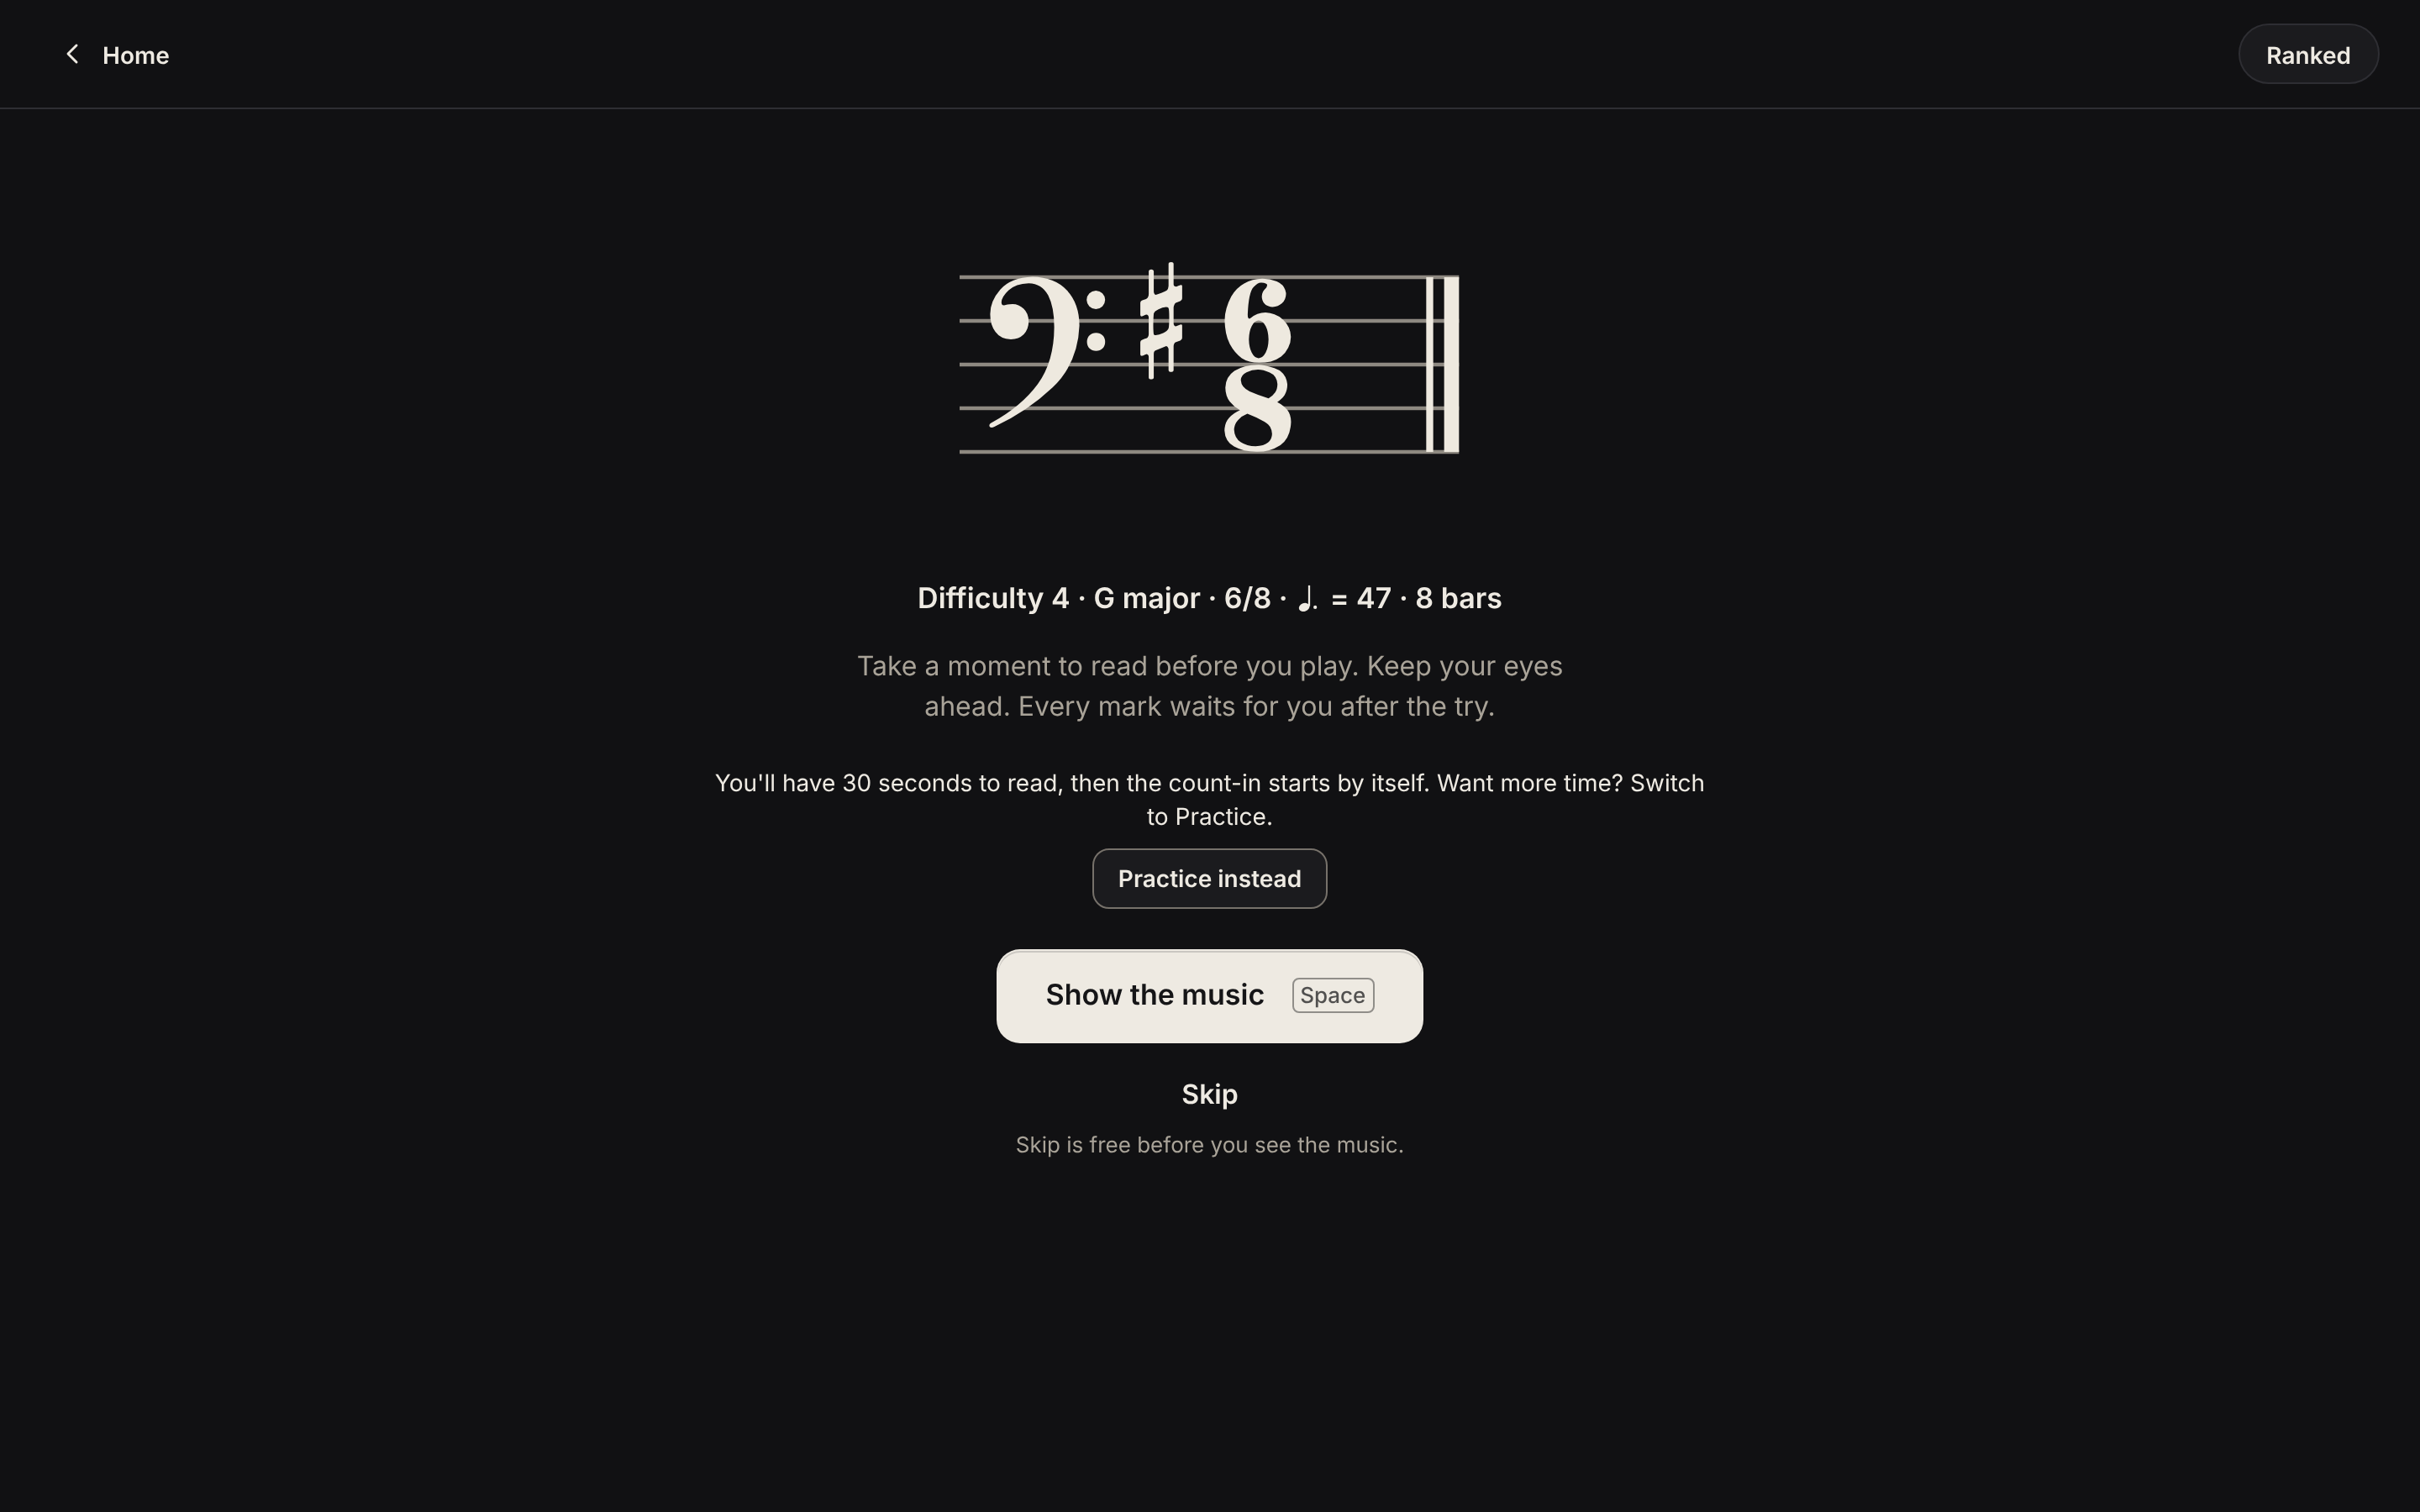 Home
Ranked
6
8
Difficulty 4 · G major · 6/8 · ♩. = 47 · 8 bars
Take a moment to read before you play. Keep your eyes
ahead. Every mark waits for you after the try.
You'll have 30 seconds to read, then the count-in starts by itself. Want more time? Switch
to Practice.
Practice instead
Show the music Space
Skip
Skip is free before you see the music.